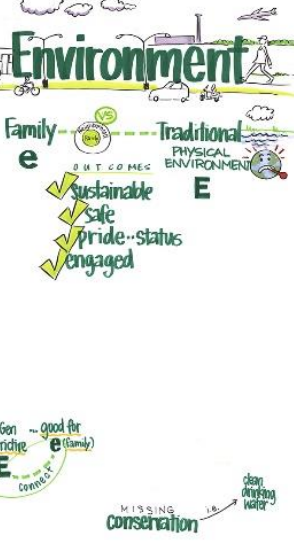 Environment
VS
Family
Traditional
PHYSICAL
ENVIRONMENT
e
E
OUTCOMES
Sustainable
Safe
pride..status
engaged
Gen ... good for
e (family)
E
connect
clean
drinking
water
MISSING
i.e.
conservation